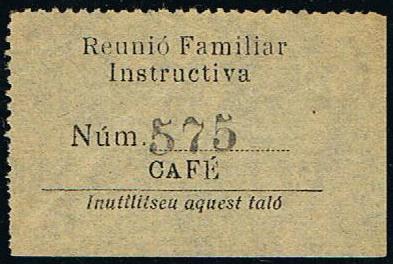 Reunió Familiar
Instructiva
Núm. 575
CAFÉ
Inutilitseu aquest taló